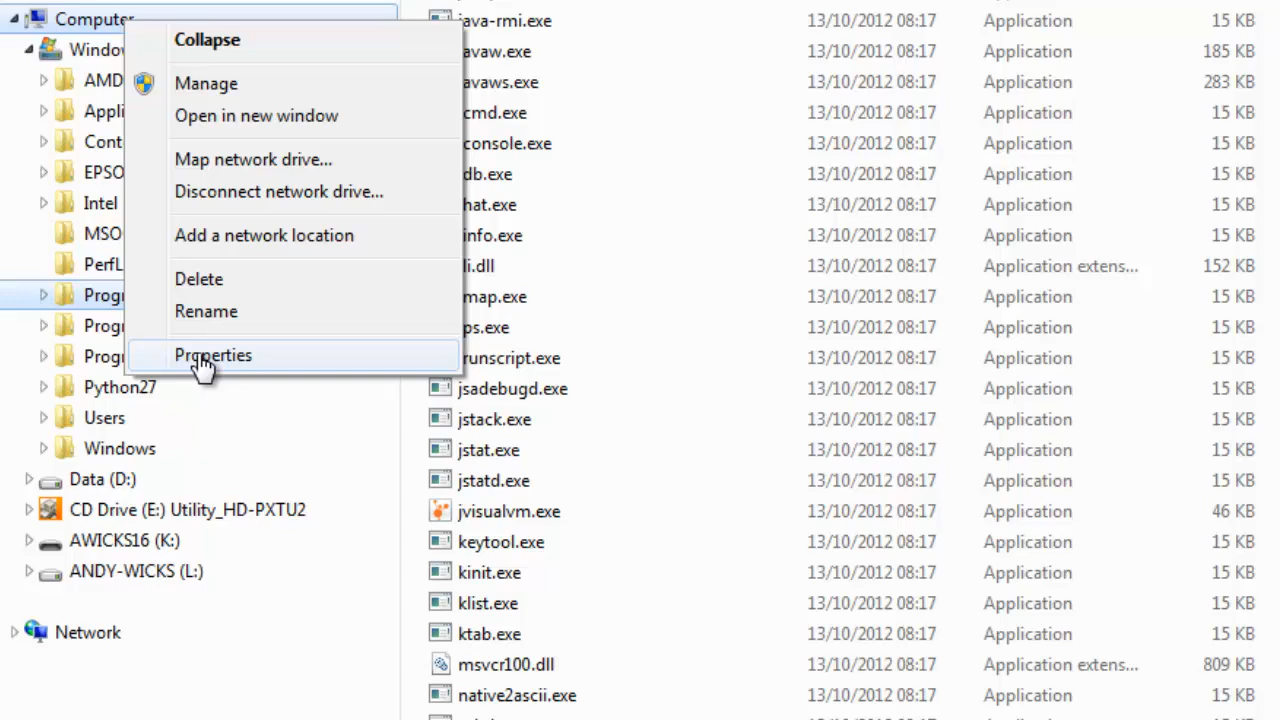 Computer
Windo
AMD
Appli
Cont
EPSO
Intel
MSO
PerfL
Progr
Progr
Progr
Python27
Users
Windows
Data (D:)
CD Drive (E:) Utility_HD-PXTU2
AWICKS16 (K:)
ANDY-WICKS (L:)
Network
Collapse
Manage
Open in new window
Map network drive...
Disconnect network drive...
Add a network location
Delete
Rename
Properties
java-rmi.exe 13/10/2012 08:17 Application 15 KB
avaw.exe 13/10/2012 08:17 Application 185 KB
avaws.exe 13/10/2012 08:17 Application 283 KB
cmd.exe 13/10/2012 08:17 Application 15 KB
console.exe 13/10/2012 08:17 Application 15 KB
db.exe 13/10/2012 08:17 Application 15 KB
hat.exe 13/10/2012 08:17 Application 15 KB
info.exe 13/10/2012 08:17 Application 15 KB
li.dll 13/10/2012 08:17 Application extens... 152 KB
map.exe 13/10/2012 08:17 Application 15 KB
ps.exe 13/10/2012 08:17 Application 15 KB
runscript.exe 13/10/2012 08:17 Application 15 KB
jsadebugd.exe 13/10/2012 08:17 Application 15 KB
jstack.exe 13/10/2012 08:17 Application 15 KB
jstat.exe 13/10/2012 08:17 Application 15 KB
jstatd.exe 13/10/2012 08:17 Application 15 KB
jvisualvm.exe 13/10/2012 08:17 Application 46 KB
keytool.exe 13/10/2012 08:17 Application 15 KB
kinit.exe 13/10/2012 08:17 Application 15 KB
klist.exe 13/10/2012 08:17 Application 15 KB
ktab.exe 13/10/2012 08:17 Application 15 KB
msvcr100.dll 13/10/2012 08:17 Application extens... 809 KB
native2ascii.exe 13/10/2012 08:17 Application 15 KB